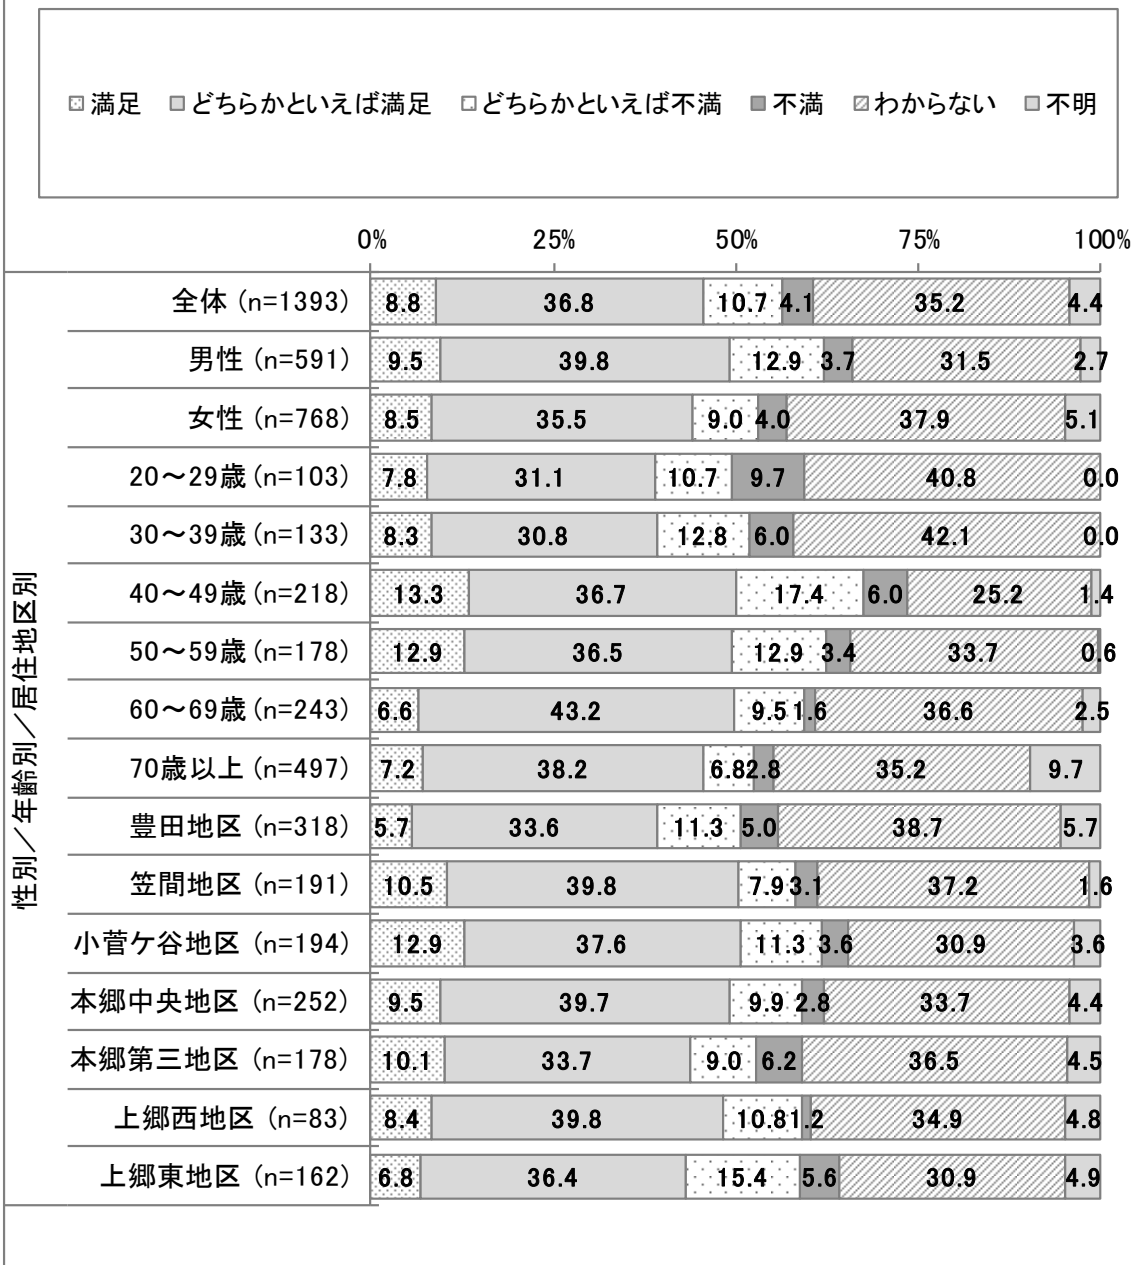 満足 どちらかといえば満足 どちらかといえば不満 不満 わからない 不明
0% 25% 50% 75% 100%
性別／年齢別／居住地区別
全体 (n=1393) 8.8 36.8 10.7 4.1 35.2 4.4
男性 (n=591) 9.5 39.8 12.9 3.7 31.5 2.7
女性 (n=768) 8.5 35.5 9.0 4.0 37.9 5.1
20～29歳 (n=103) 7.8 31.1 10.7 9.7 40.8 0.0
30～39歳 (n=133) 8.3 30.8 12.8 6.0 42.1 0.0
40～49歳 (n=218) 13.3 36.7 17.4 6.0 25.2 1.4
50～59歳 (n=178) 12.9 36.5 12.9 3.4 33.7 0.6
60～69歳 (n=243) 6.6 43.2 9.5 1.6 36.6 2.5
70歳以上 (n=497) 7.2 38.2 6.8 2.8 35.2 9.7
豊田地区 (n=318) 5.7 33.6 11.3 5.0 38.7 5.7
笠間地区 (n=191) 10.5 39.8 7.9 3.1 37.2 1.6
小菅ケ谷地区 (n=194) 12.9 37.6 11.3 3.6 30.9 3.6
本郷中央地区 (n=252) 9.5 39.7 9.9 2.8 33.7 4.4
本郷第三地区 (n=178) 10.1 33.7 9.0 6.2 36.5 4.5
上郷西地区 (n=83) 8.4 39.8 10.8 1.2 34.9 4.8
上郷東地区 (n=162) 6.8 36.4 15.4 5.6 30.9 4.9